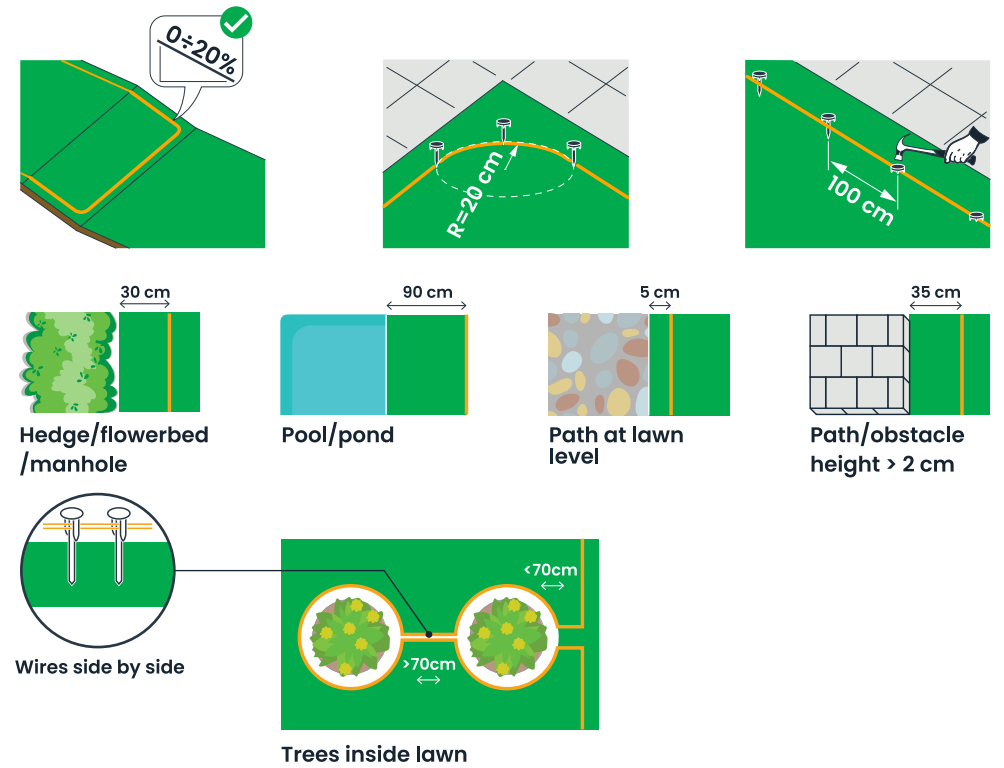 0÷20%
R=20 cm
100 cm
30 cm
90 cm
5 cm
35 cm
Hedge/flowerbed
/manhole
Pool/pond
Path at lawn
level
Path/obstacle
height > 2 cm
Wires side by side
<70cm
>70cm
Trees inside lawn